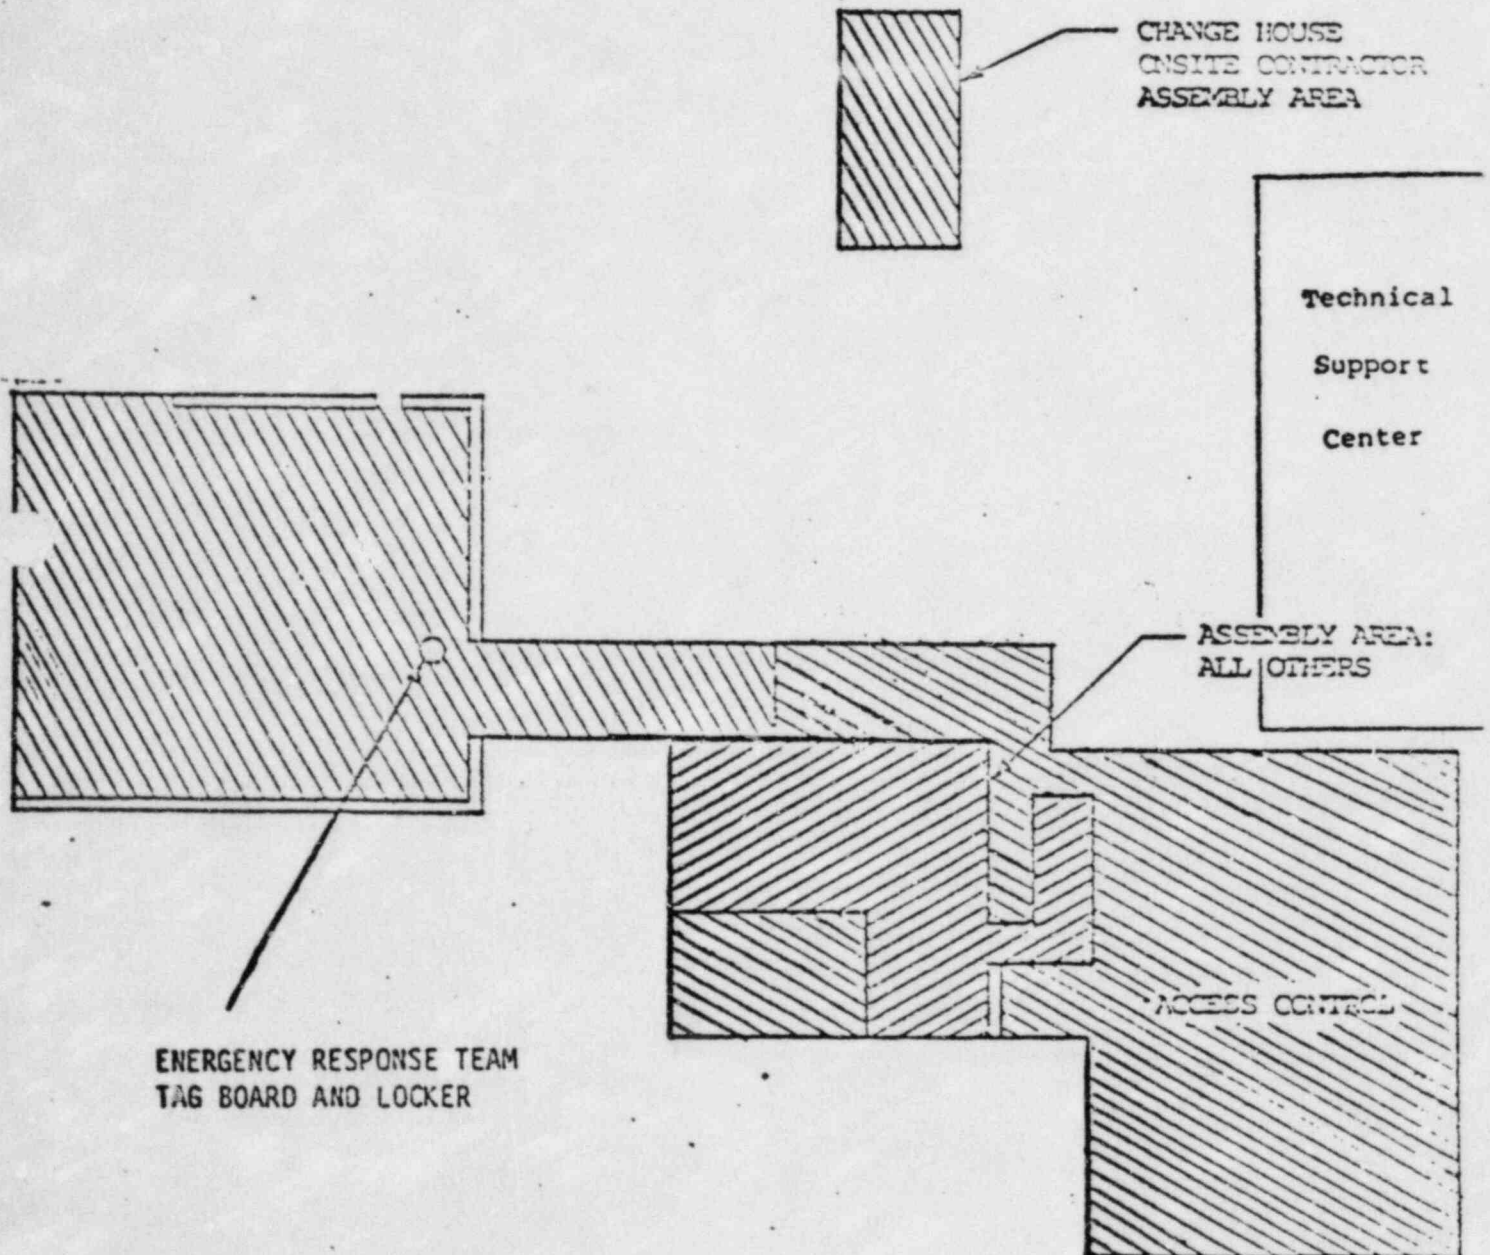 CHANGE HOUSE
ONSITE CONTRACTOR
ASSEMBLY AREA
Technical
Support
Center
ASSEMBLY AREA:
ALL OTHERS
ACCESS CONTROL
ENERGENCY RESPONSE TEAM
TAG BOARD AND LOCKER